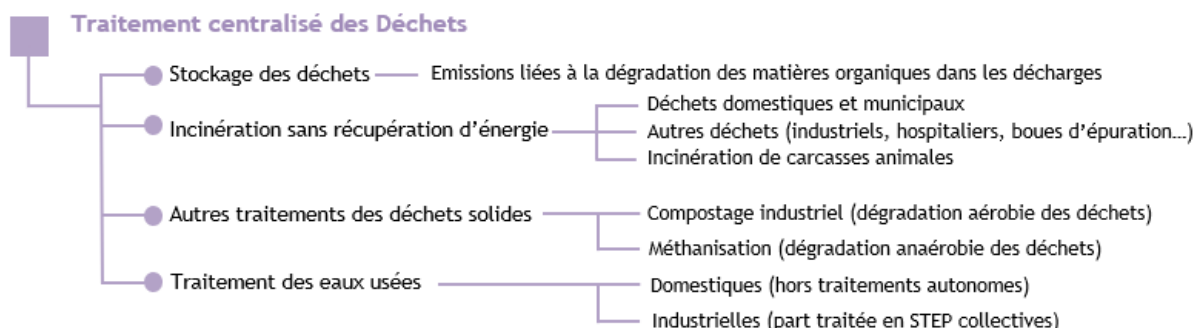 Traitement centralisé des Déchets
Stockage des déchets
Emissions liées à la dégradation des matières organiques dans les décharges
Incinération sans récupération d'énergie
Déchets domestiques et municipaux
Autres déchets (industriels, hospitaliers, boues d'épuration...)
Incinération de carcasses animales
Autres traitements des déchets solides
Compostage industriel (dégradation aérobie des déchets)
Méthanisation (dégradation anaérobie des déchets)
Traitement des eaux usées
Domestiques (hors traitements autonomes)
Industrielles (part traitée en STEP collectives)